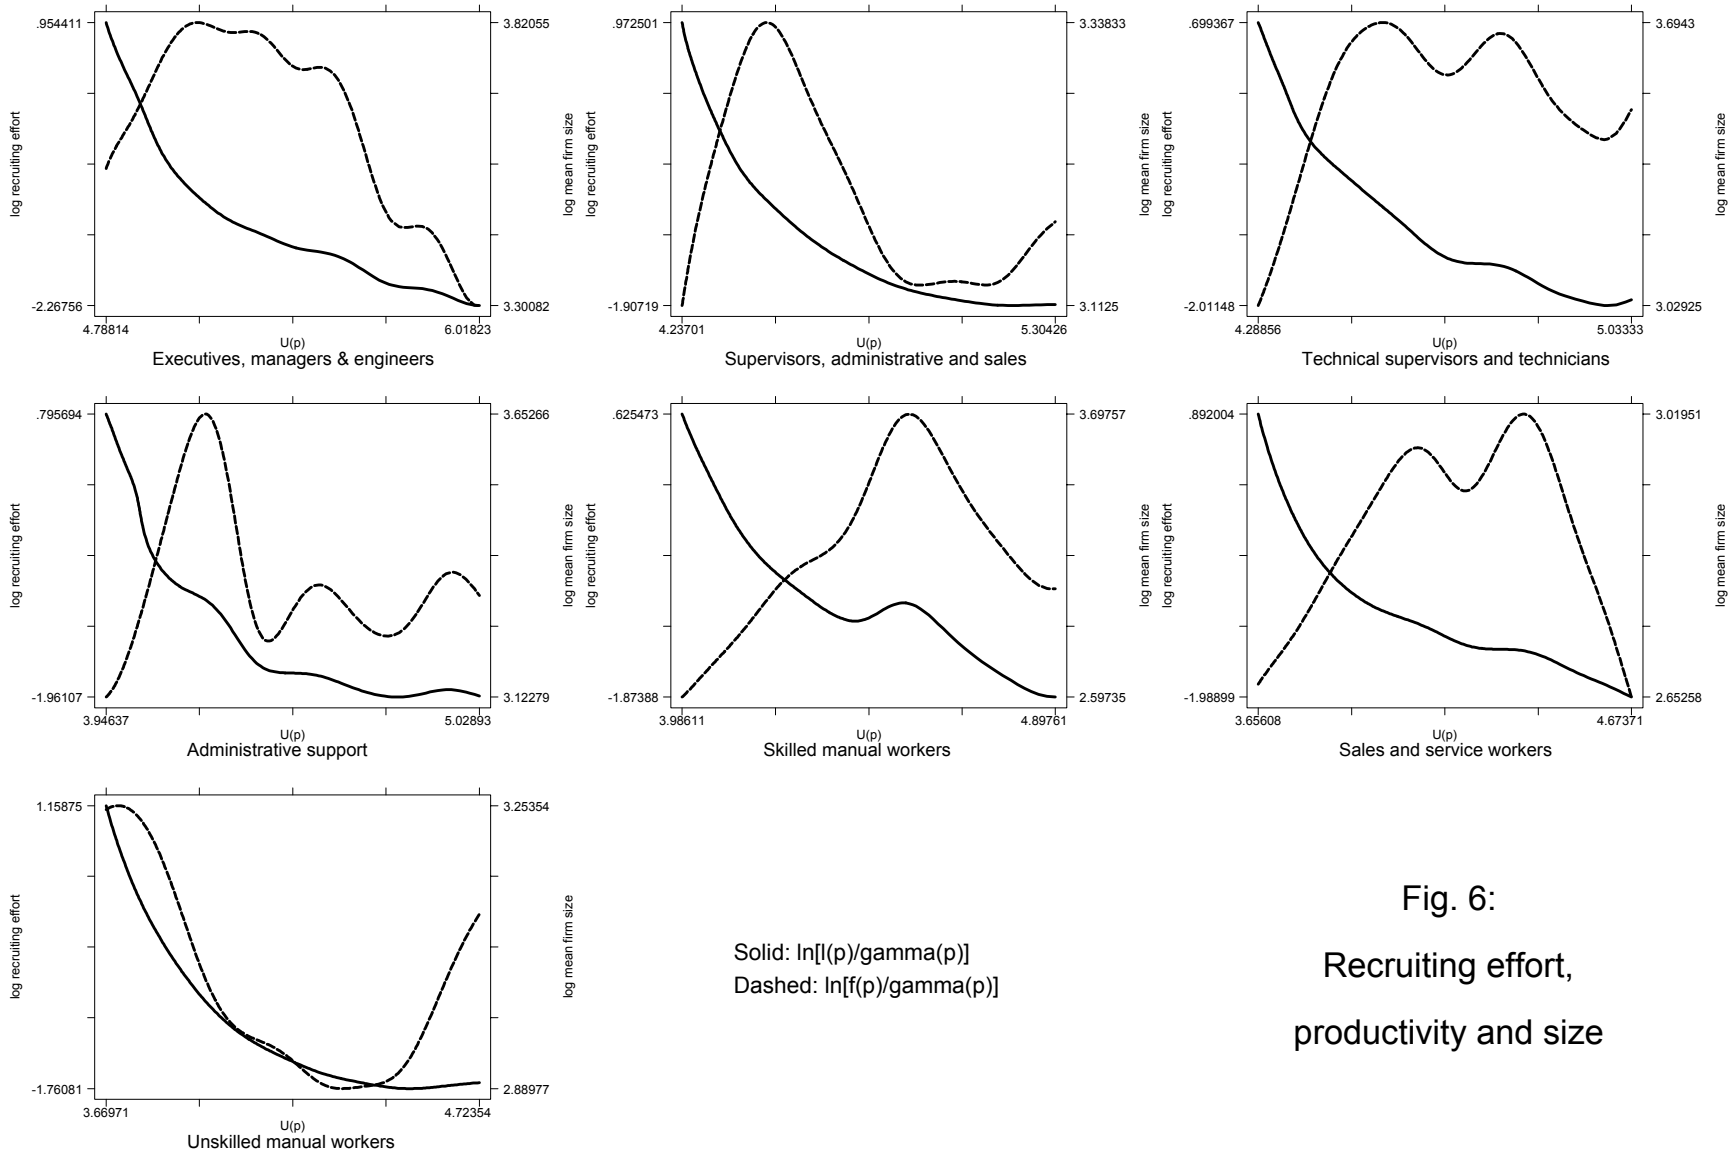 .954411
-2.26756
3.82055
3.30082
log recruiting effort
log mean firm size
4.78814
6.01823
U(p)
Executives, managers & engineers
.972501
-1.90719
3.33833
3.1125
log recruiting effort
log mean firm size
4.23701
5.30426
U(p)
Supervisors, administrative and sales
.699367
-2.01148
3.6943
3.02925
log recruiting effort
log mean firm size
4.28856
5.03333
U(p)
Technical supervisors and technicians
.795694
-1.96107
3.65266
3.12279
log recruiting effort
log mean firm size
3.94637
5.02893
U(p)
Administrative support
.625473
-1.87388
3.69757
2.59735
log recruiting effort
log mean firm size
3.98611
4.89761
U(p)
Skilled manual workers
.892004
-1.98899
3.01951
2.65258
log recruiting effort
log mean firm size
3.65608
4.67371
U(p)
Sales and service workers
1.15875
-1.76081
3.25354
2.88977
log recruiting effort
log mean firm size
3.66971
4.72354
U(p)
Unskilled manual workers
Solid: ln[l(p)/gamma(p)]
Dashed: ln[f(p)/gamma(p)]
Fig. 6:
Recruiting effort,
productivity and size